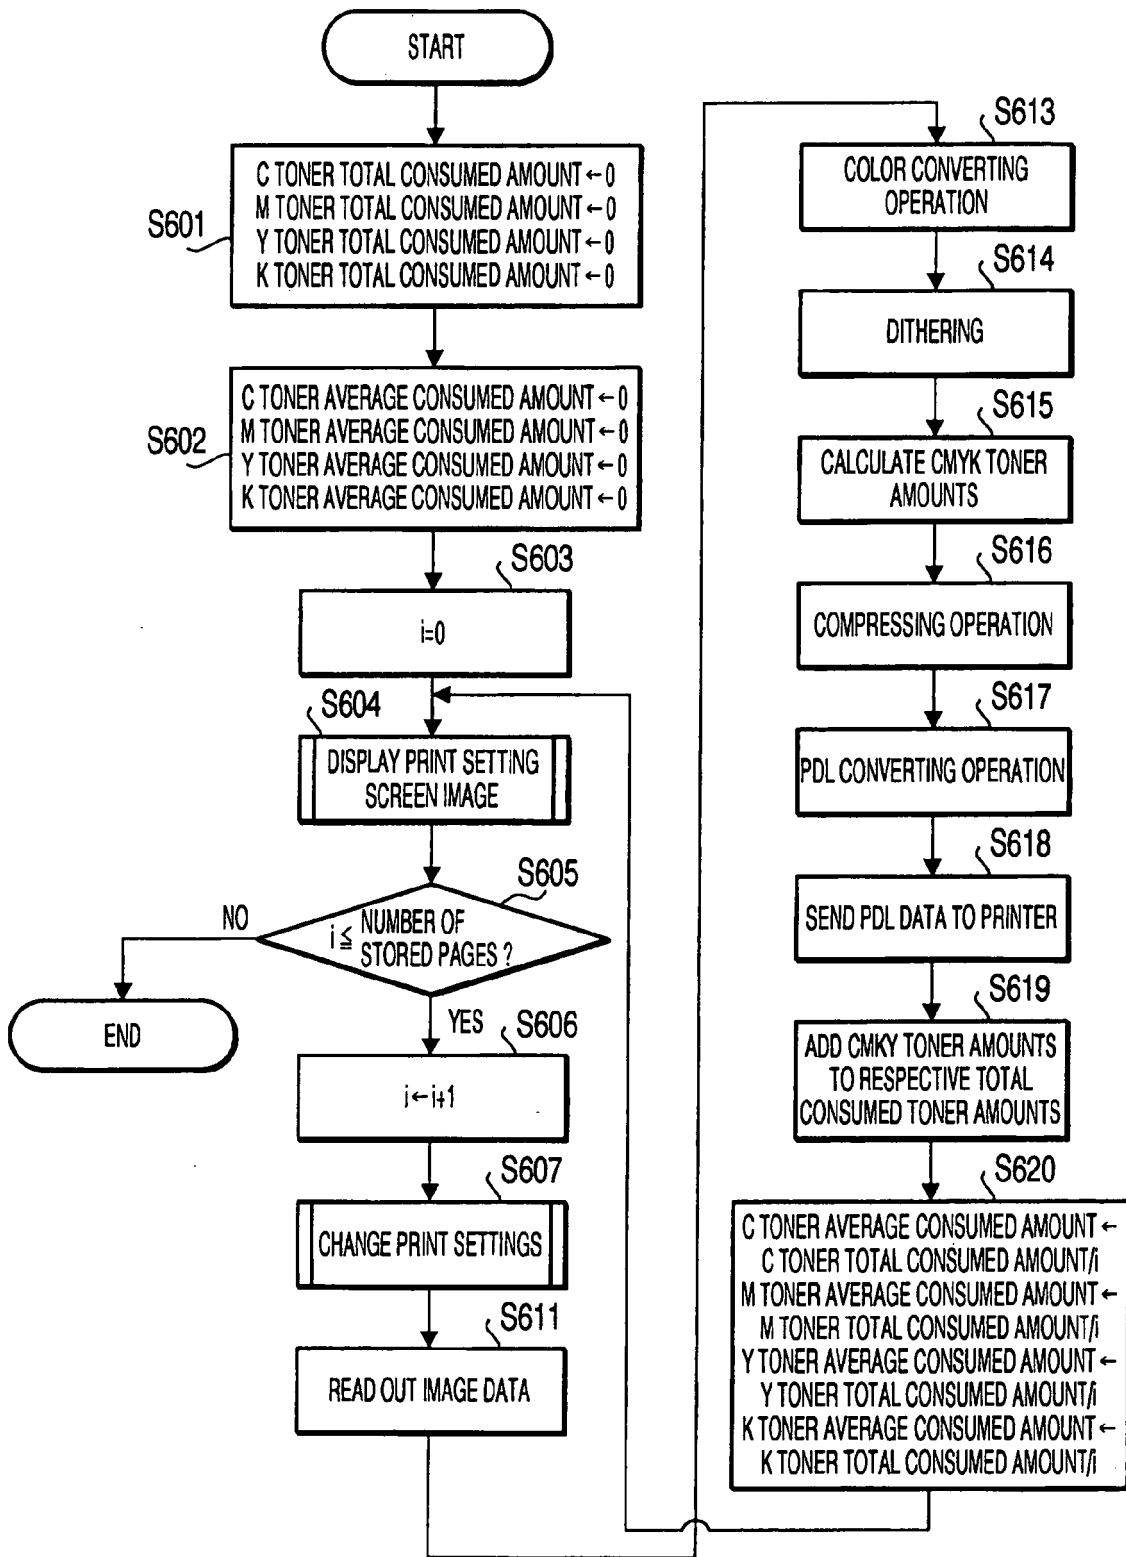 START
S601
C TONER TOTAL CONSUMED AMOUNT←0
M TONER TOTAL CONSUMED AMOUNT←0
Y TONER TOTAL CONSUMED AMOUNT←0
K TONER TOTAL CONSUMED AMOUNT←0
S602
C TONER AVERAGE CONSUMED AMOUNT←0
M TONER AVERAGE CONSUMED AMOUNT←0
Y TONER AVERAGE CONSUMED AMOUNT←0
K TONER AVERAGE CONSUMED AMOUNT←0
S603
i=0
S604
DISPLAY PRINT SETTING
SCREEN IMAGE
S605
i≦ NUMBER OF
STORED PAGES ?
NO
END
YES
S606
i←i+1
S607
CHANGE PRINT SETTINGS
S611
READ OUT IMAGE DATA
S613
COLOR CONVERTING
OPERATION
S614
DITHERING
S615
CALCULATE CMYK TONER
AMOUNTS
S616
COMPRESSING OPERATION
S617
PDL CONVERTING OPERATION
S618
SEND PDL DATA TO PRINTER
S619
ADD CMKY TONER AMOUNTS
TO RESPECTIVE TOTAL
CONSUMED TONER AMOUNTS
S620
C TONER AVERAGE CONSUMED AMOUNT←
C TONER TOTAL CONSUMED AMOUNT/i
M TONER AVERAGE CONSUMED AMOUNT←
M TONER TOTAL CONSUMED AMOUNT/i
Y TONER AVERAGE CONSUMED AMOUNT←
Y TONER TOTAL CONSUMED AMOUNT/i
K TONER AVERAGE CONSUMED AMOUNT←
K TONER TOTAL CONSUMED AMOUNT/i